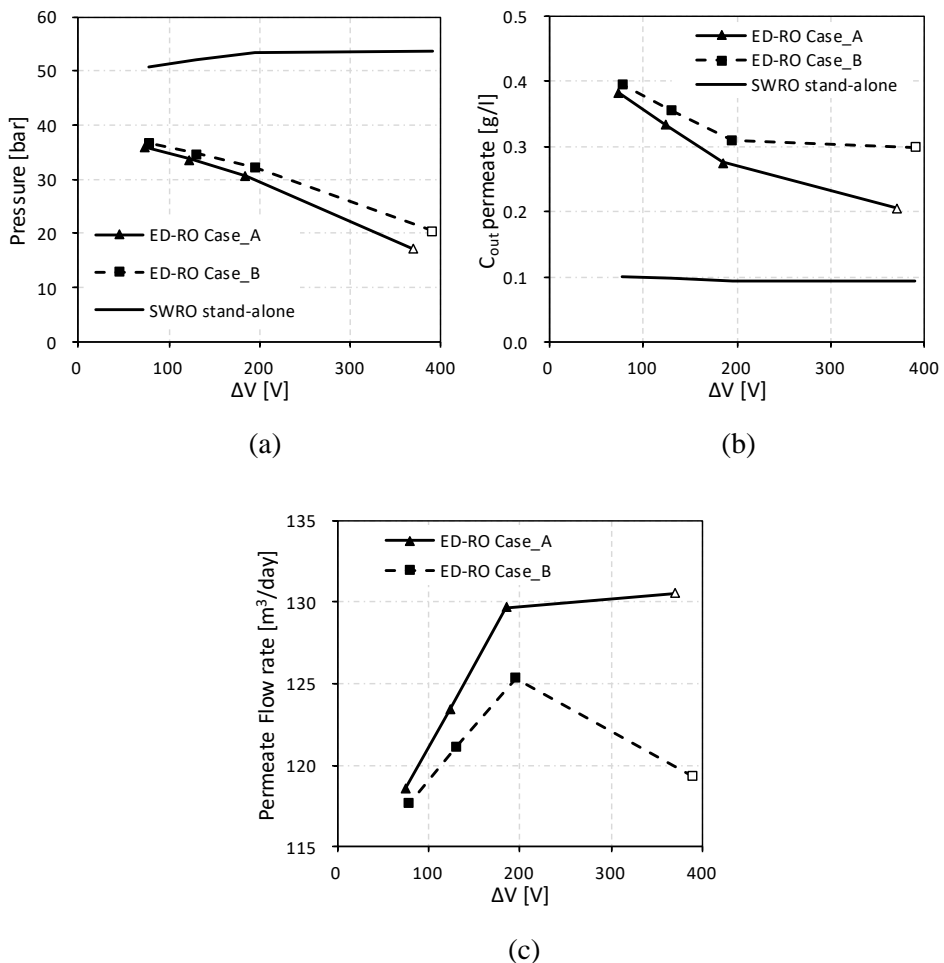 60
50
40
30
20
10
0
Pressure [bar]
ED-RO Case_A
ED-RO Case_B
SWRO stand-alone
0 100 200 300 400
ΔV [V]
(a)
0.5
0.4
0.3
0.2
0.1
0.0
Cout permeate [g/l]
ED-RO Case_A
ED-RO Case_B
SWRO stand-alone
0 100 200 300 400
ΔV [V]
(b)
135
130
125
120
115
Permeate Flow rate [m³/day]
ED-RO Case_A
ED-RO Case_B
0 100 200 300 400
ΔV [V]
(c)